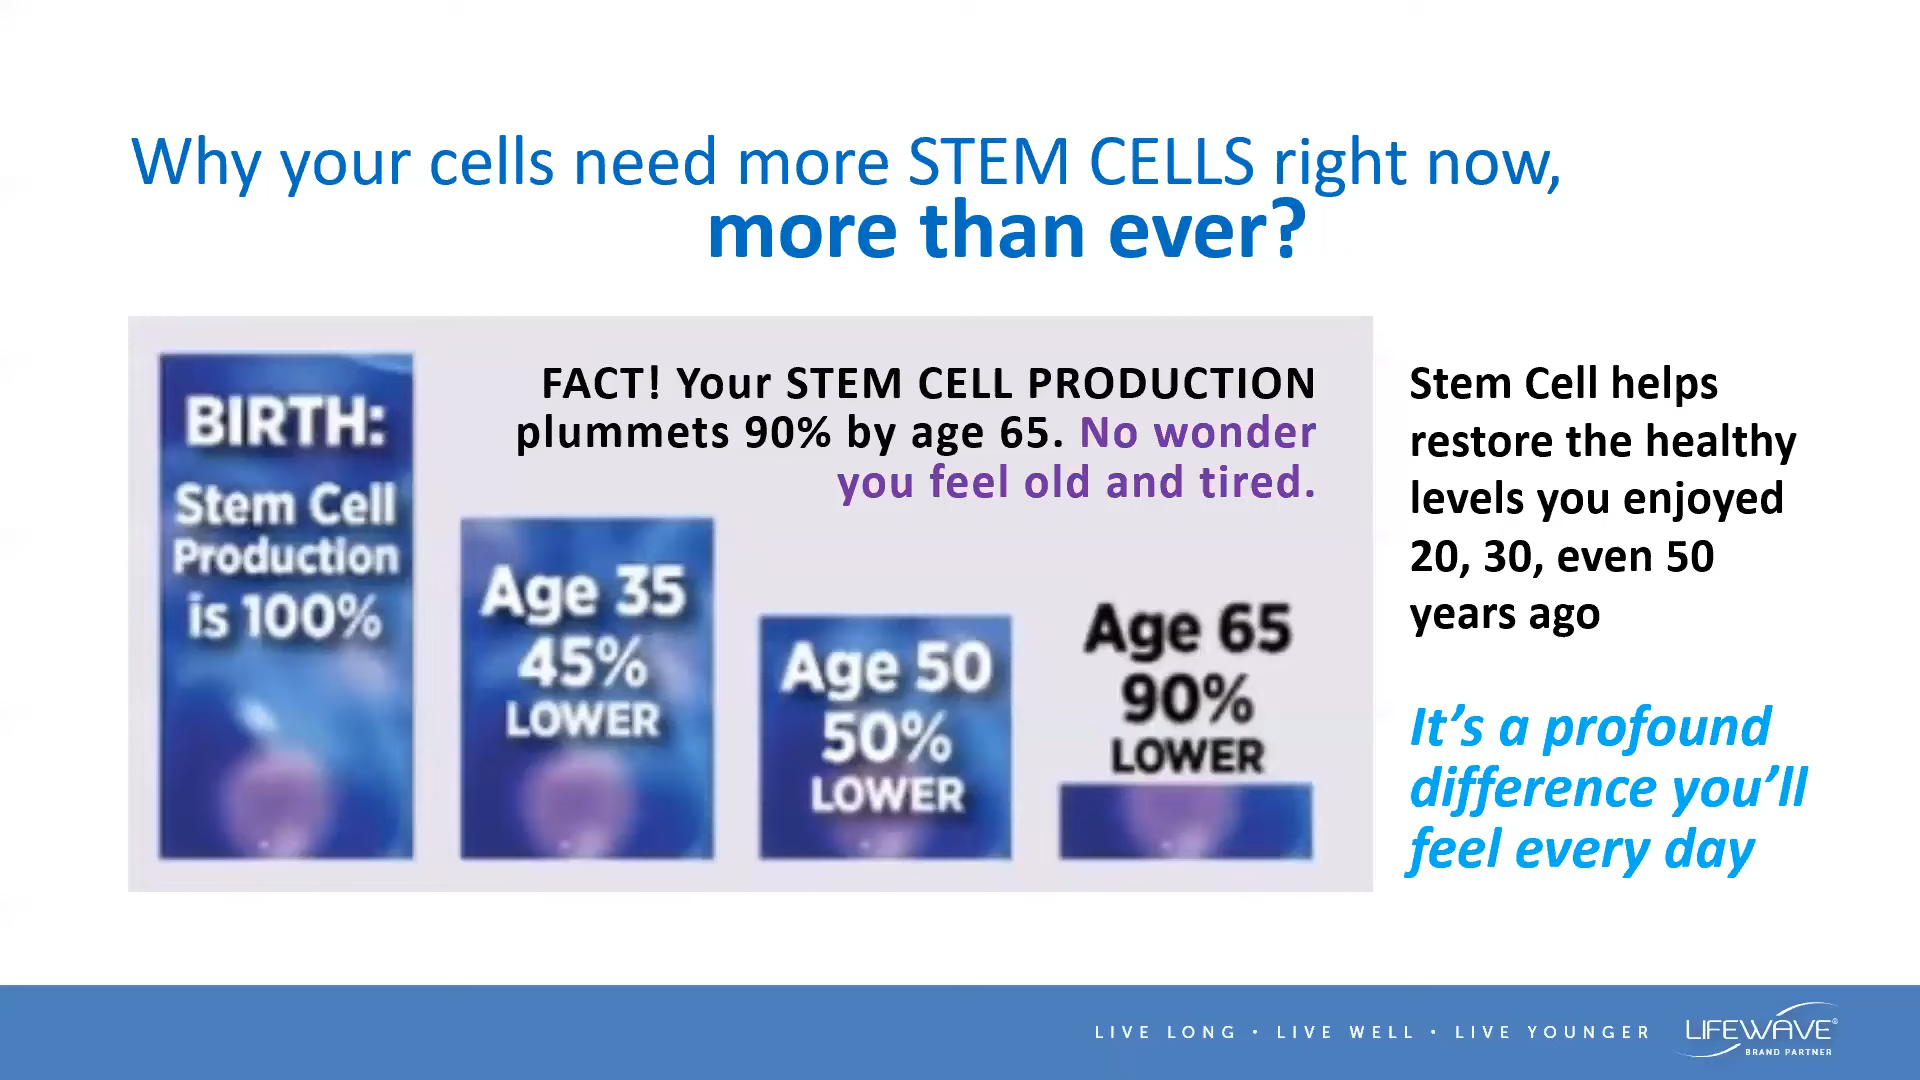 Why your cells need more STEM CELLS right now,
more than ever?
BIRTH:
Stem Cell
Production
is 100%
FACT! Your STEM CELL PRODUCTION
plummets 90% by age 65. No wonder
you feel old and tired.
Age 35
45%
LOWER
Age 50
50%
LOWER
Age 65
90%
LOWER
Stem Cell helps
restore the healthy
levels you enjoyed
20, 30, even 50
years ago
It’s a profound
difference you’ll
feel every day
LIVE LONG • LIVE WELL • LIVE YOUNGER
LIFEWAVE®
BRAND PARTNER